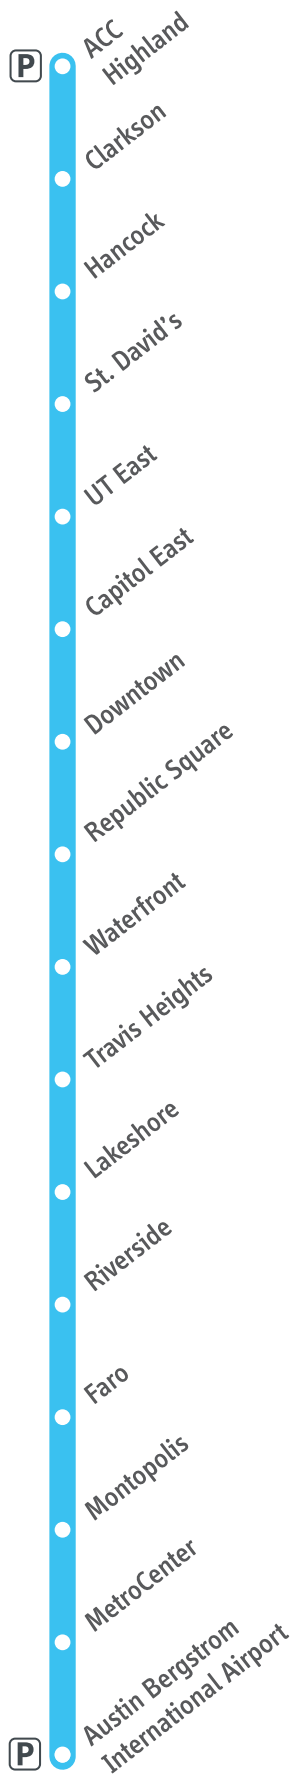 P
ACC
Highland
Clarkson
Hancock
St. David's
UT East
Capitol East
Downtown
Republic Square
Waterfront
Travis Heights
Lakeshore
Riverside
Faro
Montopolis
MetroCenter
P
Austin Bergstrom
International Airport